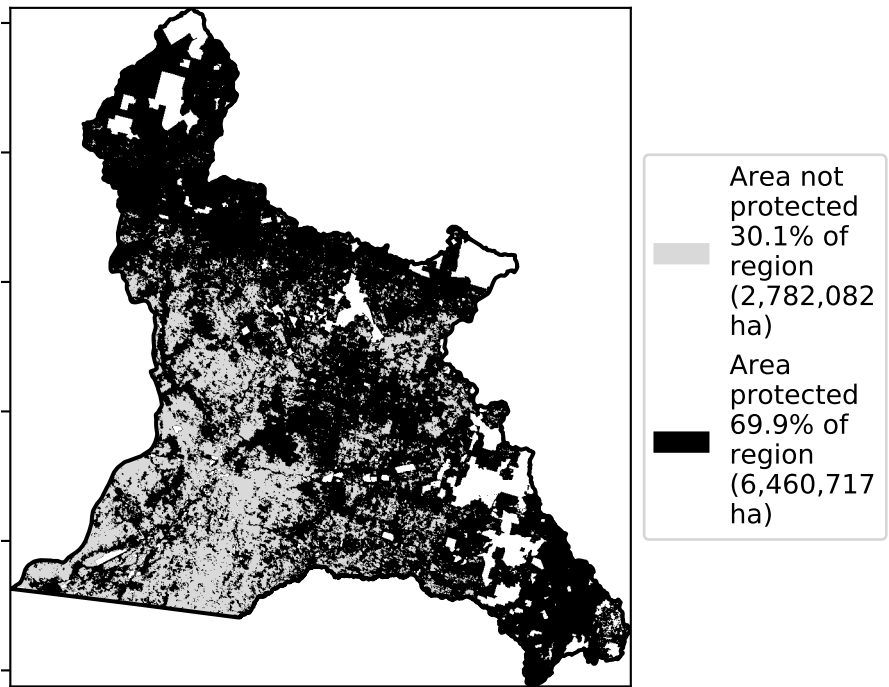 Area not
protected
30.1% of
region
(2,782,082
ha)
Area
protected
69.9% of
region
(6,460,717
ha)